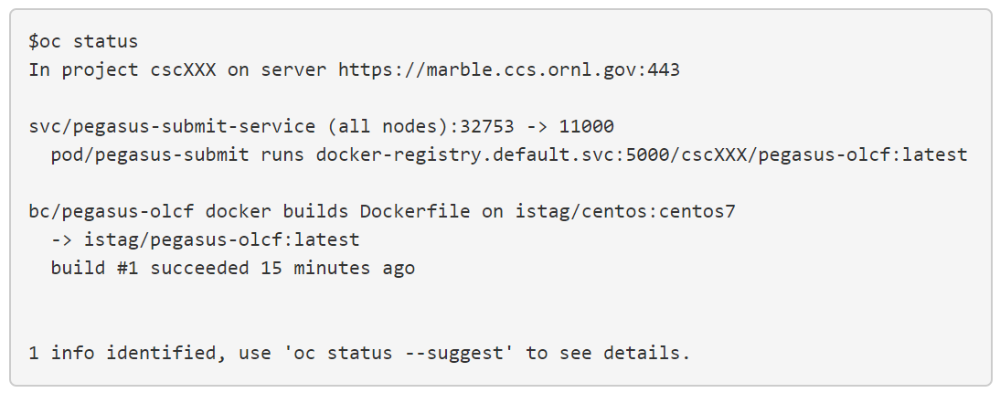 $oc status
In project cscXXX on server https://marble.ccs.ornl.gov:443
svc/pegasus-submit-service (all nodes):32753 -> 11000
pod/pegasus-submit runs docker-registry.default.svc:5000/cscXXX/pegasus-olcf:latest
bc/pegasus-olcf docker builds Dockerfile on istag/centos:centos7
-> istag/pegasus-olcf:latest
build #1 succeeded 15 minutes ago
1 info identified, use 'oc status --suggest' to see details.